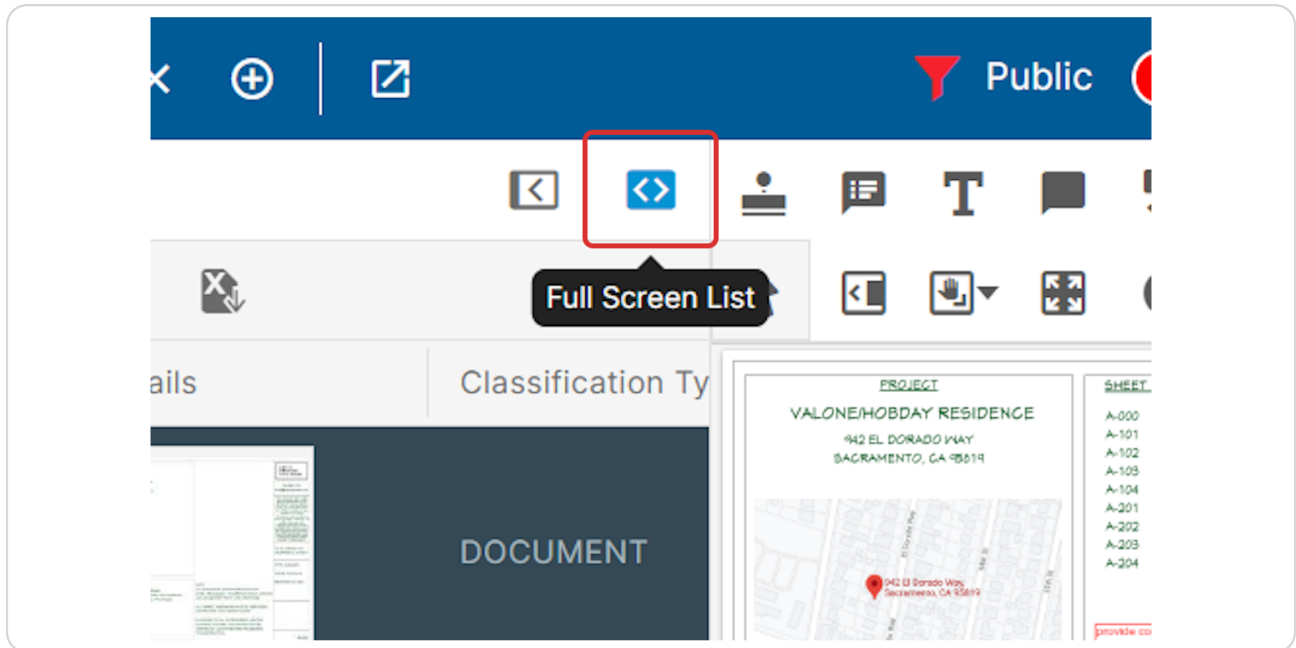 Public
Full Screen List
ails
Classification Ty
PROJECT
VALONE/HOBDAY RESIDENCE
942 EL DORADO WAY
SACRAMENTO, CA 95819
SHEET
A-000
A-101
A-102
A-103
A-104
A-201
A-202
A-203
A-204
DOCUMENT
942 El Dorado Way,
Sacramento, CA 95819
provide co